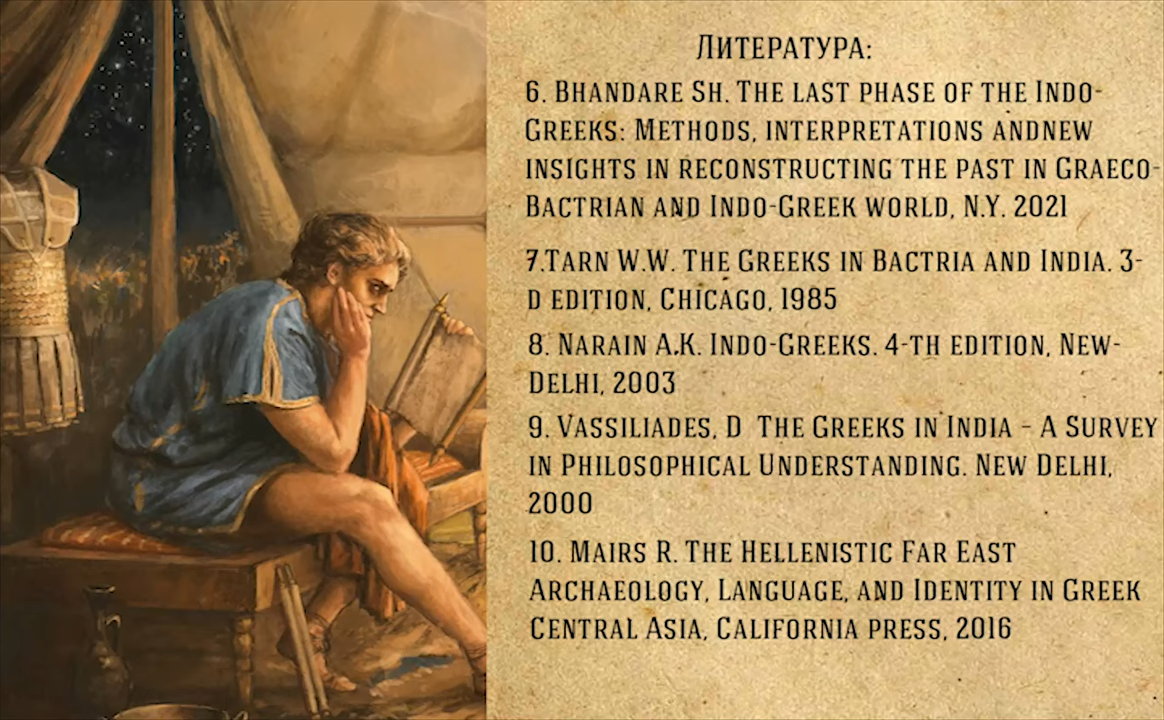 Литература:
6. Bhandare Sh. The last phase of the Indo-
Greeks: Methods, interpretations andnew
insights in reconstructing the past in Graeco-
Bactrian and Indo-Greek world, N.Y. 2021
7.Tarn W.W. The Greeks in Bactria and India. 3-
d edition, Chicago, 1985
8. Narain A.K. Indo-Greeks. 4-th edition, New-
Delhi, 2003
9. Vassiliades, D The Greeks in India - A Survey
in Philosophical Understanding. New Delhi,
2000
10. Mairs R. The Hellenistic Far East
Archaeology, Language, and Identity in Greek
Central Asia, California press, 2016